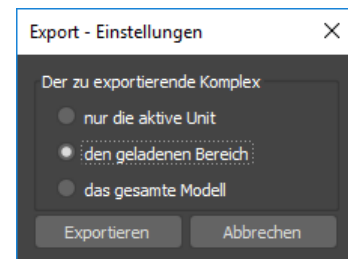 Export - Einstellungen
Der zu exportierende Komplex
nur die aktive Unit
den geladenen Bereich
das gesamte Modell
Exportieren Abbrechen